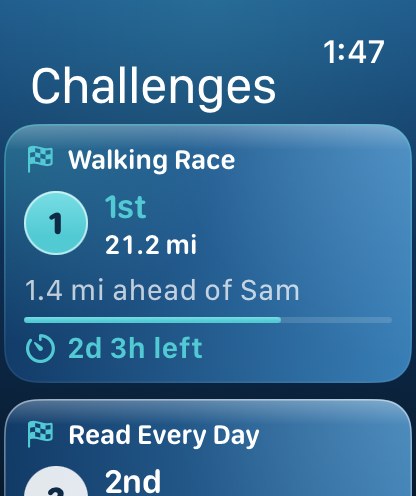 1:47
Challenges
Walking Race
1
1st
21.2 mi
1.4 mi ahead of Sam
2d 3h left
Read Every Day
2nd